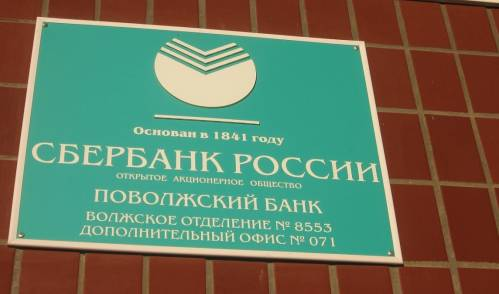 Основан в 1841 году
СБЕРБАНК РОССИИ
ОТКРЫТОЕ АКЦИОНЕРНОЕ ОБЩЕСТВО
ПОВОЛЖСКИЙ БАНК
ВОЛЖСКОЕ ОТДЕЛЕНИЕ № 8553
ДОПОЛНИТЕЛЬНЫЙ ОФИС № 071